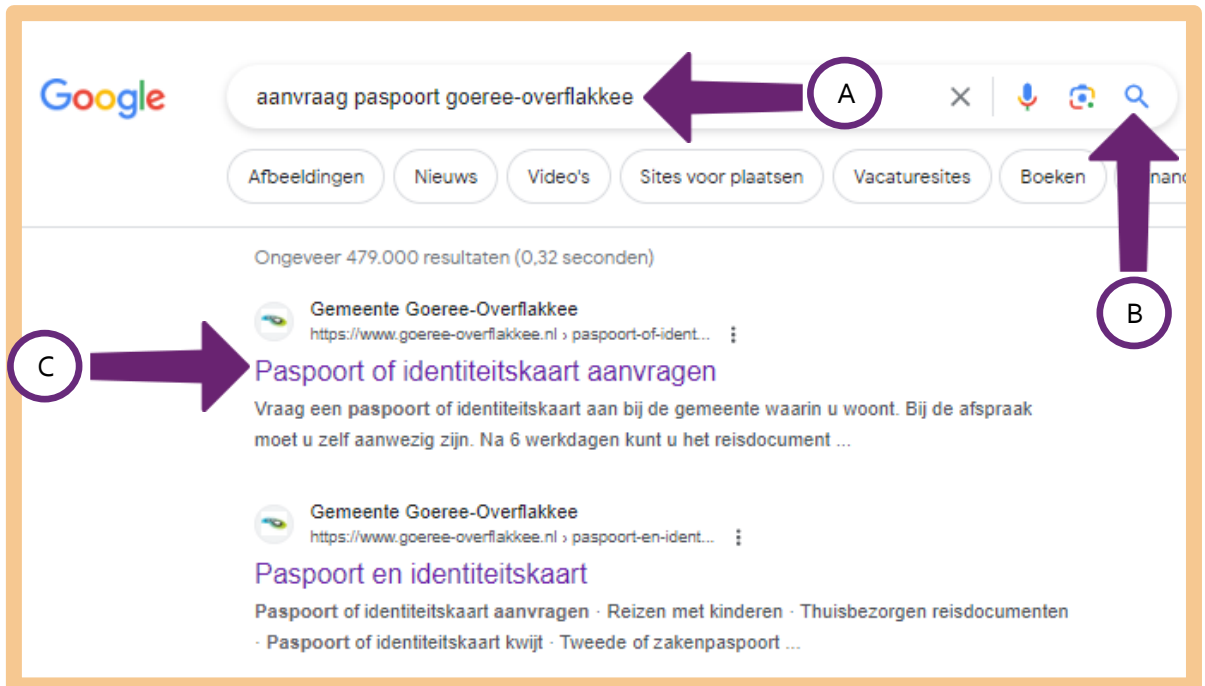 Google
aanvraag paspoort goeree-overflakkee
A
Afbeeldingen Nieuws Video's Sites voor plaatsen Vacaturesites Boeken
B
Ongeveer 479.000 resultaten (0,32 seconden)
Gemeente Goeree-Overflakkee
https://www.goeree-overflakkee.nl › paspoort-of-ident...
C
Paspoort of identiteitskaart aanvragen
Vraag een paspoort of identiteitskaart aan bij de gemeente waarin u woont. Bij de afspraak
moet u zelf aanwezig zijn. Na 6 werkdagen kunt u het reisdocument ...
Gemeente Goeree-Overflakkee
https://www.goeree-overflakkee.nl › paspoort-en-ident...
Paspoort en identiteitskaart
Paspoort of identiteitskaart aanvragen · Reizen met kinderen · Thuisbezorgen reisdocumenten
· Paspoort of identiteitskaart kwijt · Tweede of zakenpaspoort ...